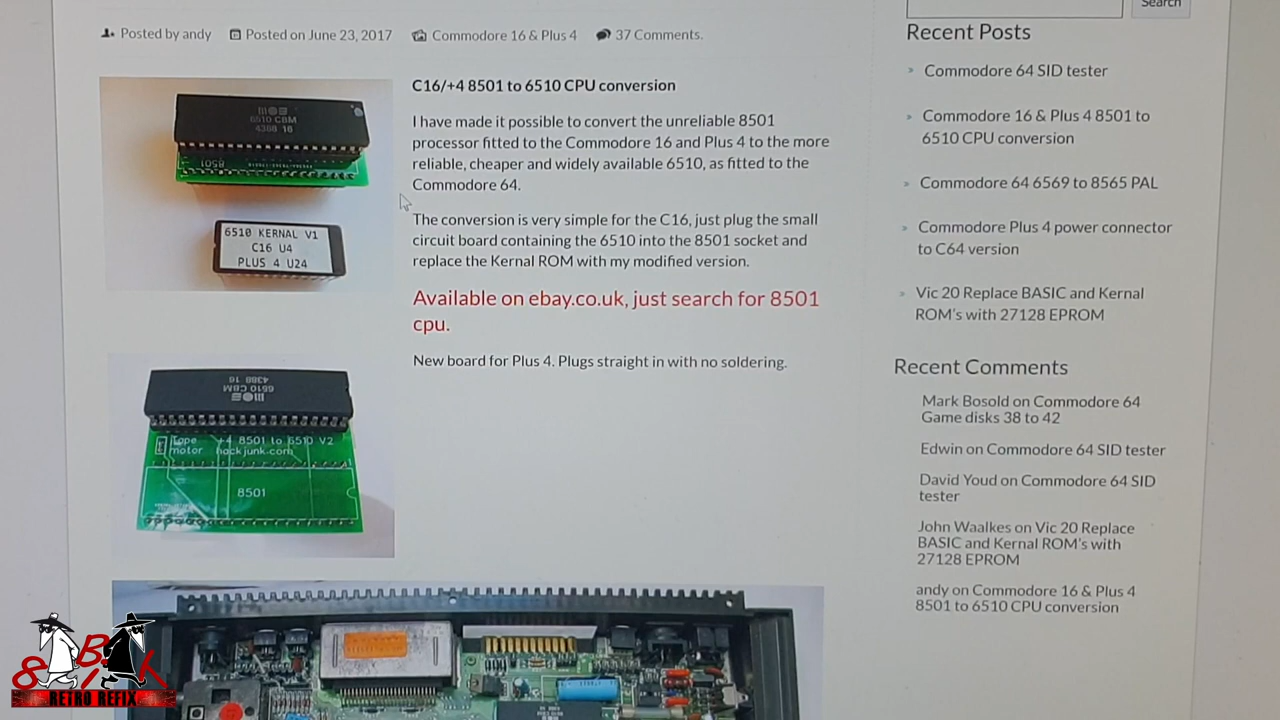 Search
Posted by andy
Posted on June 23, 2017
Commodore 16 & Plus 4
37 Comments.
6510 CBM
4388 16
8501
6510 KERNAL V1
C16 U4
PLUS 4 U24
C16/+4 8501 to 6510 CPU conversion
I have made it possible to convert the unreliable 8501
processor fitted to the Commodore 16 and Plus 4 to the more
reliable, cheaper and widely available 6510, as fitted to the
Commodore 64.
The conversion is very simple for the C16, just plug the small
circuit board containing the 6510 into the 8501 socket and
replace the Kernal ROM with my modified version.
Available on ebay.co.uk, just search for 8501
cpu.
New board for Plus 4. Plugs straight in with no soldering.
6510 CBM
4388 16
Tape +4 8501 to 6510 V2
motor hackjunk.com
8501
Recent Posts
» Commodore 64 SID tester
» Commodore 16 & Plus 4 8501 to
6510 CPU conversion
» Commodore 64 6569 to 8565 PAL
» Commodore Plus 4 power connector
to C64 version
» Vic 20 Replace BASIC and Kernal
ROM's with 27128 EPROM
Recent Comments
Mark Bosold on Commodore 64
Game disks 38 to 42
Edwin on Commodore 64 SID tester
David Youd on Commodore 64 SID
tester
John Waalkes on Vic 20 Replace
BASIC and Kernal ROM's with
27128 EPROM
andy on Commodore 16 & Plus 4
8501 to 6510 CPU conversion
RETRO REFIX